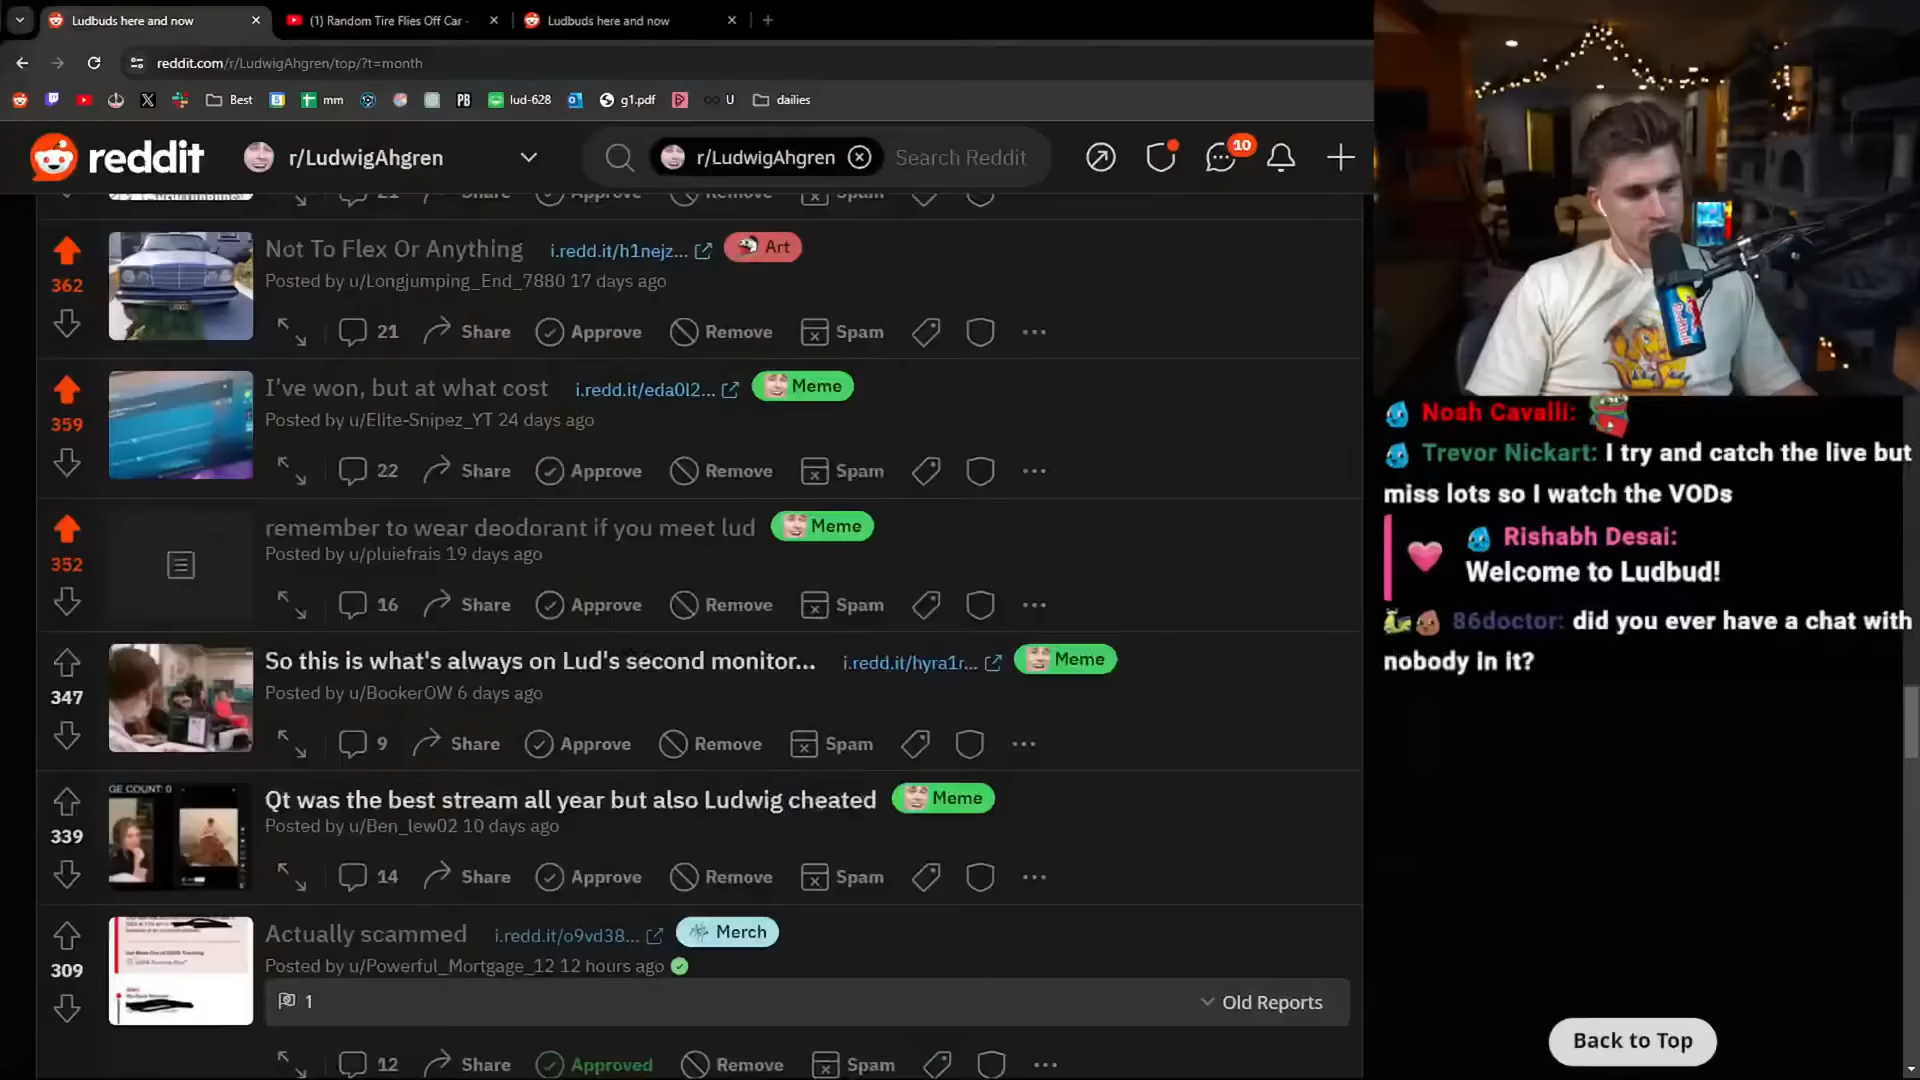 Ludbuds here and now
(1) Random Tire Flies Off Car -
Ludbuds here and now
reddit.com/r/LudwigAhgren/top/?t=month
Best
mm
PB
lud-628
g1.pdf
U
dailies
reddit
r/LudwigAhgren
r/LudwigAhgren
Search Reddit
10
21 Share Approve Remove Spam
Not To Flex Or Anything i.redd.it/h1nejz... Art
Posted by u/Longjumping_End_7880 17 days ago
362
21 Share Approve Remove Spam
I've won, but at what cost i.redd.it/eda0l2... Meme
Posted by u/Elite-Snipez_YT 24 days ago
359
22 Share Approve Remove Spam
remember to wear deodorant if you meet lud Meme
Posted by u/pluiefrais 19 days ago
352
16 Share Approve Remove Spam
So this is what's always on Lud's second monitor... i.redd.it/hyra1r... Meme
Posted by u/BookerOW 6 days ago
347
9 Share Approve Remove Spam
GE COUNT: 0
Qt was the best stream all year but also Ludwig cheated Meme
Posted by u/Ben_lew02 10 days ago
339
14 Share Approve Remove Spam
Actually scammed i.redd.it/o9vd38... Merch
Posted by u/Powerful_Mortgage_12 12 hours ago
309
1 Old Reports
12 Share Approved Remove Spam
Noah Cavalli:
Trevor Nickart: I try and catch the live but
miss lots so I watch the VODs
Rishabh Desai:
Welcome to Ludbud!
86doctor: did you ever have a chat with
nobody in it?
Back to Top